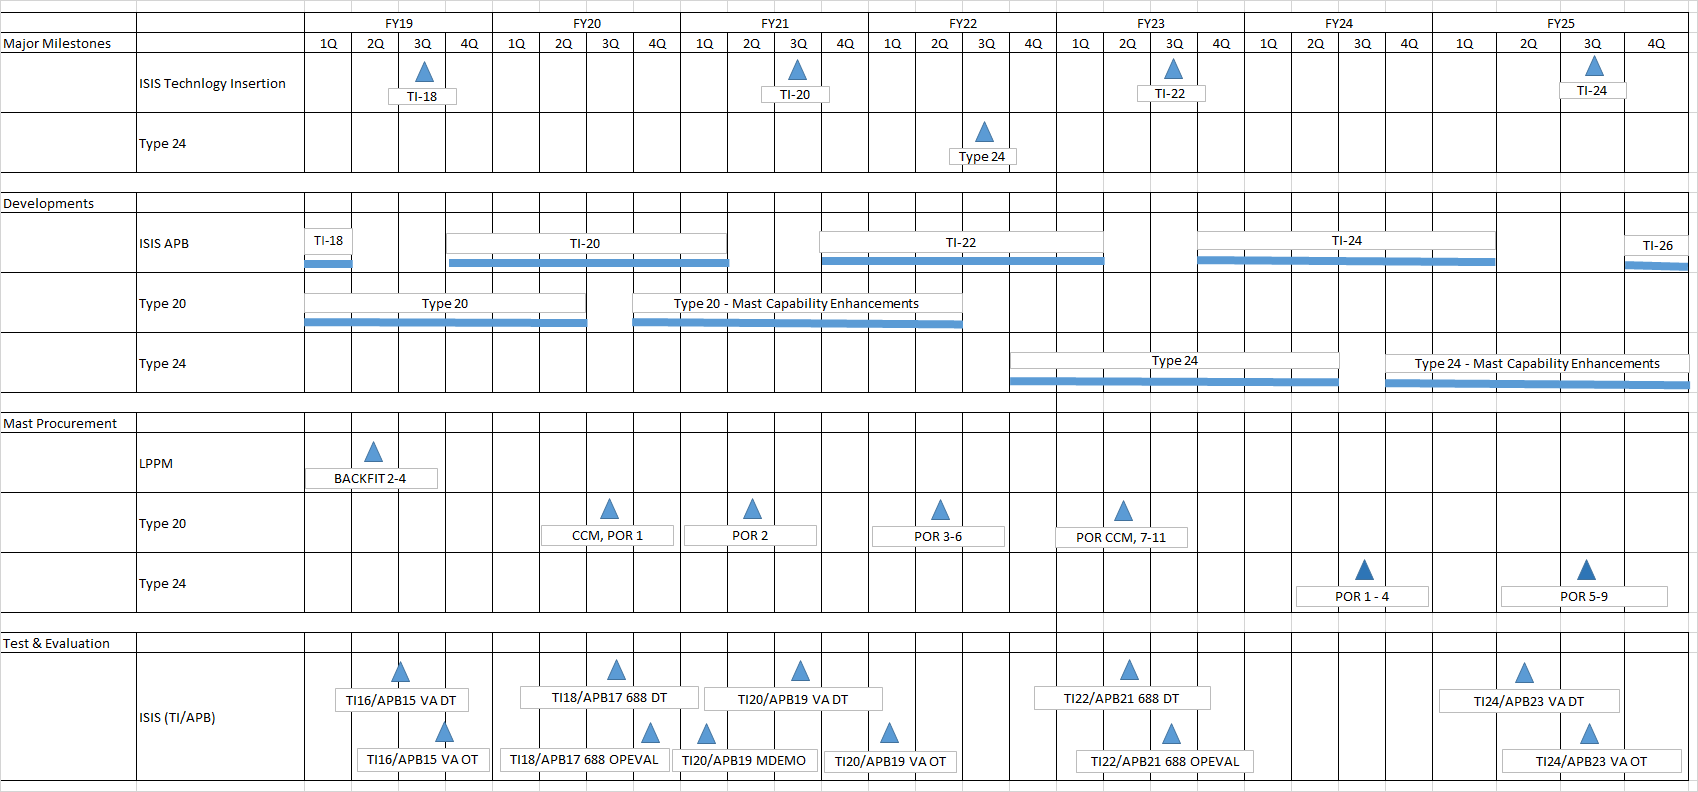 FY19 FY20 FY21 FY22 FY23 FY24 FY25
Major Milestones 1Q 2Q 3Q 4Q 1Q 2Q 3Q 4Q 1Q 2Q 3Q 4Q 1Q 2Q 3Q 4Q 1Q 2Q 3Q 4Q 1Q 2Q 3Q 4Q 1Q 2Q 3Q 4Q
ISIS Technlogy Insertion
TI-18 TI-20 TI-22 TI-24
Type 24
Type 24
Developments
ISIS APB TI-18 TI-20 TI-22 TI-24 TI-26
Type 20 Type 20 Type 20 - Mast Capability Enhancements
Type 24 Type 24 Type 24 - Mast Capability Enhancements
Mast Procurement
LPPM
BACKFIT 2-4
Type 20
CCM, POR 1 POR 2 POR 3-6 POR CCM, 7-11
Type 24
POR 1 - 4 POR 5-9
Test & Evaluation
TI16/APB15 VA DT TI18/APB17 688 DT TI20/APB19 VA DT TI22/APB21 688 DT TI24/APB23 VA DT
ISIS (TI/APB)
TI16/APB15 VA OT TI18/APB17 688 OPEVAL TI20/APB19 MDEMO TI20/APB19 VA OT TI22/APB21 688 OPEVAL TI24/APB23 VA OT